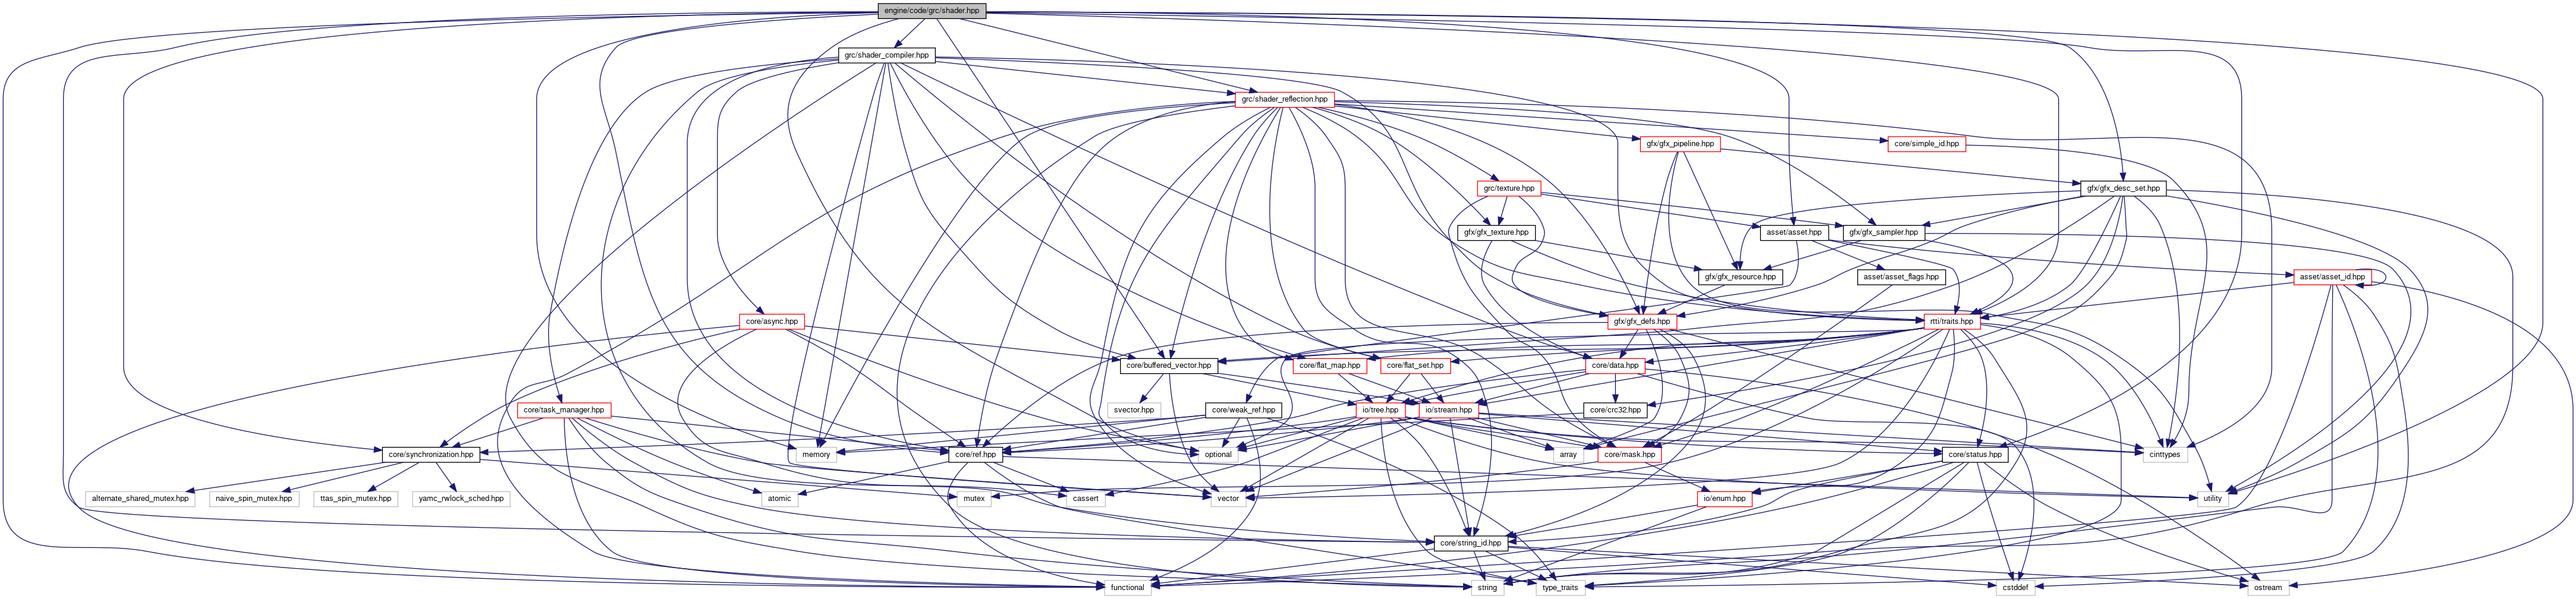 engine/code/grc/shader.hpp
grc/shader_compiler.hpp
grc/shader_reflection.hpp
gfx/gfx_pipeline.hpp
core/simple_id.hpp
grc/texture.hpp
gfx/gfx_desc_set.hpp
gfx/gfx_texture.hpp
asset/asset.hpp
gfx/gfx_sampler.hpp
gfx/gfx_resource.hpp
asset/asset_flags.hpp
asset/asset_id.hpp
core/async.hpp
gfx/gfx_defs.hpp
rtti/traits.hpp
core/buffered_vector.hpp
core/flat_map.hpp
core/flat_set.hpp
core/data.hpp
svector.hpp
core/task_manager.hpp
core/weak_ref.hpp
io/tree.hpp
io/stream.hpp
core/crc32.hpp
core/synchronization.hpp
memory
core/ref.hpp
optional
array
core/mask.hpp
cinttypes
core/status.hpp
alternate_shared_mutex.hpp
naive_spin_mutex.hpp
ttas_spin_mutex.hpp
yamc_rwlock_sched.hpp
atomic
mutex
cassert
vector
io/enum.hpp
utility
core/string_id.hpp
functional
string
type_traits
cstddef
ostream